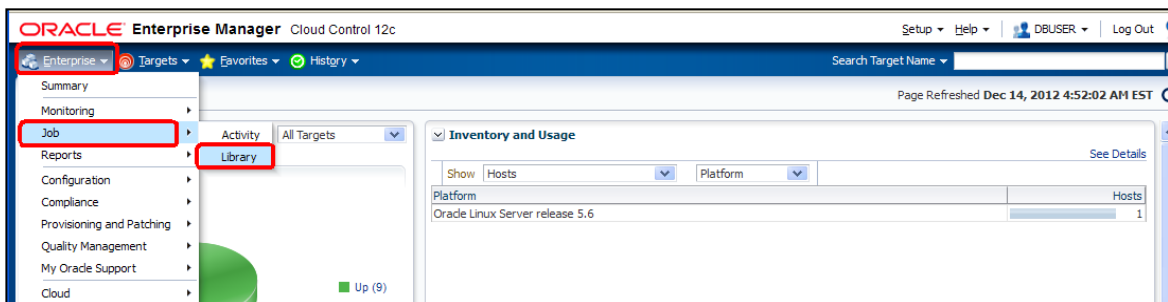 ORACLE Enterprise Manager Cloud Control 12c
Setup Help DBUSER Log Out
Enterprise Targets Favorites History Search Target Name
Page Refreshed Dec 14, 2012 4:52:02 AM EST
Summary
Monitoring
Job
Reports
Configuration
Compliance
Provisioning and Patching
Quality Management
My Oracle Support
Cloud
Activity
Library
All Targets
Up (9)
Inventory and Usage
See Details
Show Hosts Platform
Platform Hosts
Oracle Linux Server release 5.6 1